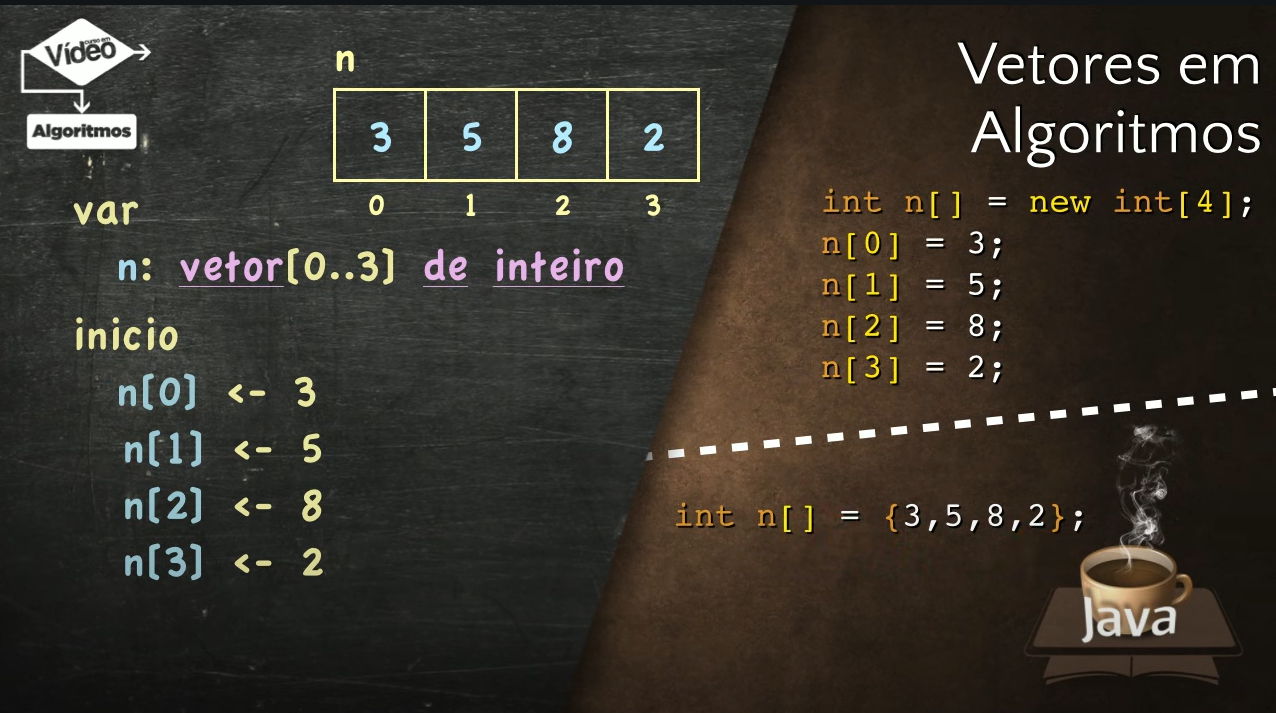 curso em
Vídeo
Algoritmos
n
3 5 8 2
0 1 2 3
var
n: vetor[0..3] de inteiro
inicio
n[0] <- 3
n[1] <- 5
n[2] <- 8
n[3] <- 2
Vetores em
Algoritmos
int n[] = new int[4];
n[0] = 3;
n[1] = 5;
n[2] = 8;
n[3] = 2;
int n[] = {3,5,8,2};
Java